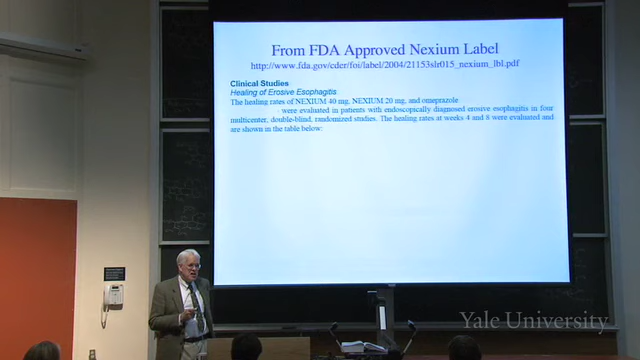 From FDA Approved Nexium Label
http://www.fda.gov/cder/foi/label/2004/21153slr015_nexium_lbl.pdf
Clinical Studies
Healing of Erosive Esophagitis
The healing rates of NEXIUM 40 mg, NEXIUM 20 mg, and omeprazole
were evaluated in patients with endoscopically diagnosed erosive esophagitis in four
multicenter, double-blind, randomized studies. The healing rates at weeks 4 and 8 were evaluated and
are shown in the table below:
Yale University